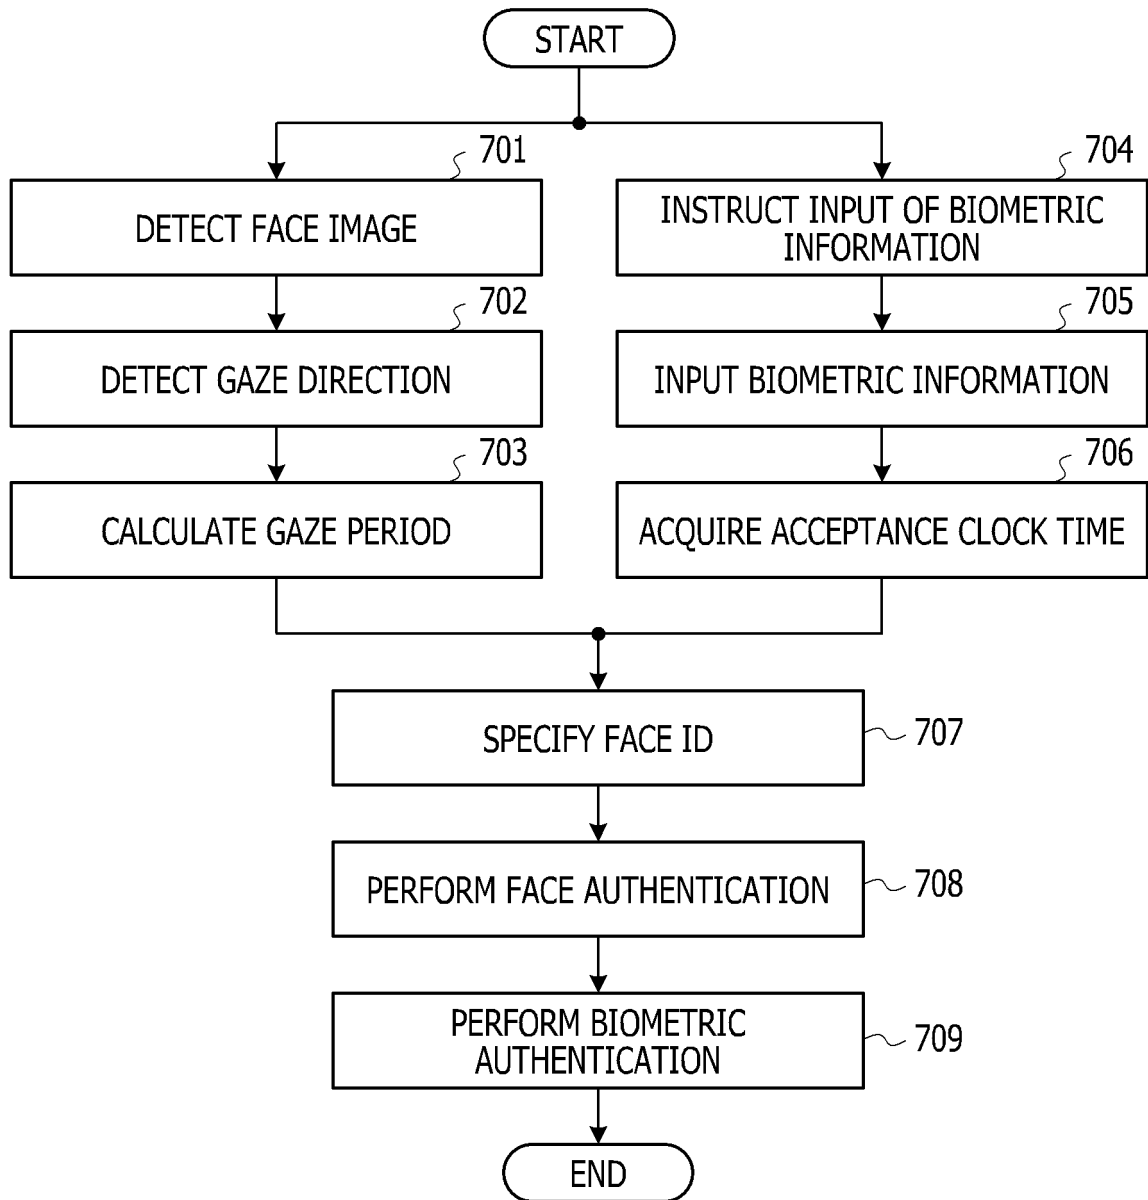 START
701
DETECT FACE IMAGE
702
DETECT GAZE DIRECTION
703
CALCULATE GAZE PERIOD
704
INSTRUCT INPUT OF BIOMETRIC
INFORMATION
705
INPUT BIOMETRIC INFORMATION
706
ACQUIRE ACCEPTANCE CLOCK TIME
SPECIFY FACE ID
707
PERFORM FACE AUTHENTICATION
708
PERFORM BIOMETRIC
AUTHENTICATION
709
END